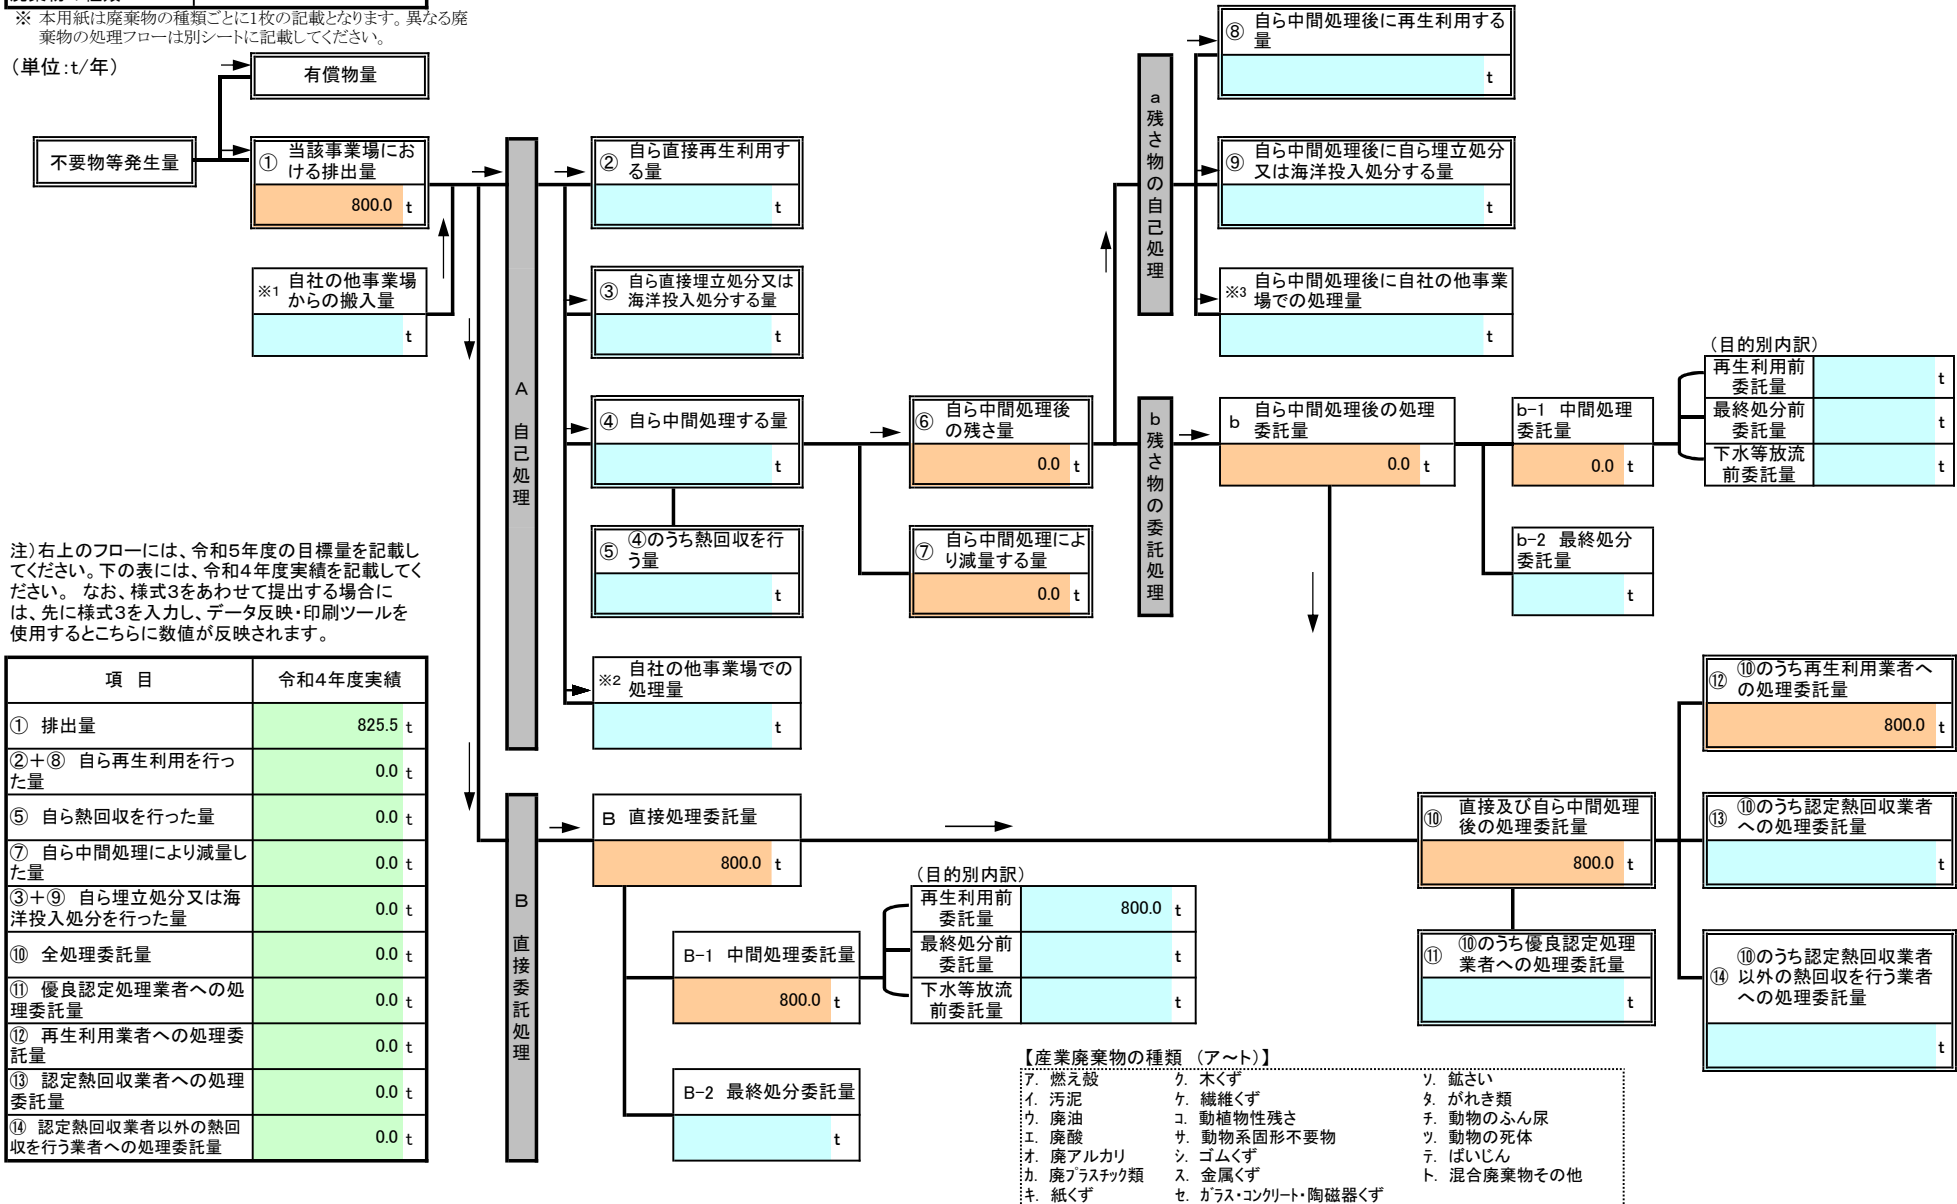 ※ 本用紙は廃棄物の種類ごとに1枚の記載となります。異なる廃
棄物の処理フローは別シートに記載してください。
(単位:t/年)
有償物量
不要物等発生量
① 当該事業場にお
ける排出量
800.0 t
※1 自社の他事業場
からの搬入量
t
A 自己処理
② 自ら直接再生利用す
る量
t
③ 自ら直接埋立処分又は
海洋投入処分する量
t
④ 自ら中間処理する量
t
⑤ ④のうち熱回収を行
う量
t
※2 自社の他事業場での
処理量
t
⑥ 自ら中間処理後
の残さ量
0.0 t
⑦ 自ら中間処理によ
り減量する量
0.0 t
a 残さ物の自己処理
⑧ 自ら中間処理後に再生利用する
量
t
⑨ 自ら中間処理後に自ら埋立処分
又は海洋投入処分する量
t
※3 自ら中間処理後に自社の他事業
場での処理量
t
b 残さ物の委託処理
b 自ら中間処理後の処理
委託量
0.0 t
b-1 中間処理
委託量
0.0 t
(目的別内訳)
再生利用前
委託量
t
最終処分前
委託量
t
下水等放流
前委託量
t
b-2 最終処分
委託量
t
注)右上のフローには、令和5年度の目標量を記載し
てください。下の表には、令和4年度実績を記載してく
ださい。 なお、様式3をあわせて提出する場合に
は、先に様式3を入力し、データ反映・印刷ツールを
使用するとこちらに数値が反映されます。
項 目 令和4年度実績
① 排出量 825.5 t
②+⑧ 自ら再生利用を行っ
た量 0.0 t
⑤ 自ら熱回収を行った量 0.0 t
⑦ 自ら中間処理により減量し
た量 0.0 t
③+⑨ 自ら埋立処分又は海
洋投入処分を行った量 0.0 t
⑩ 全処理委託量 0.0 t
⑪ 優良認定処理業者への処
理委託量 0.0 t
⑫ 再生利用業者への処理委
託量 0.0 t
⑬ 認定熱回収業者への処理
委託量 0.0 t
⑭ 認定熱回収業者以外の熱回
収を行う業者への処理委託量 0.0 t
B 直接委託処理
B 直接処理委託量
800.0 t
(目的別内訳)
再生利用前
委託量
800.0 t
最終処分前
委託量
t
下水等放流
前委託量
t
B-1 中間処理委託量
800.0 t
B-2 最終処分委託量
t
⑩ 直接及び自ら中間処理
後の処理委託量
800.0 t
⑪ ⑩のうち優良認定処理
業者への処理委託量
t
⑫ ⑩のうち再生利用業者へ
の処理委託量
800.0 t
⑬ ⑩のうち認定熱回収業者
への処理委託量
t
⑭ ⑩のうち認定熱回収業者
以外の熱回収を行う業者
への処理委託量
t
【産業廃棄物の種類 (ア~ト)】
ア. 燃え殻 ク. 木くず ソ. 鉱さい
イ. 汚泥 ケ. 繊維くず タ. がれき類
ウ. 廃油 コ. 動植物性残さ チ. 動物のふん尿
エ. 廃酸 サ. 動物系固形不要物 ツ. 動物の死体
オ. 廃アルカリ シ. ゴムくず テ. ばいじん
カ. 廃プラスチック類 ス. 金属くず ト. 混合廃棄物その他
キ. 紙くず セ. ガラス・コンクリート・陶磁器くず